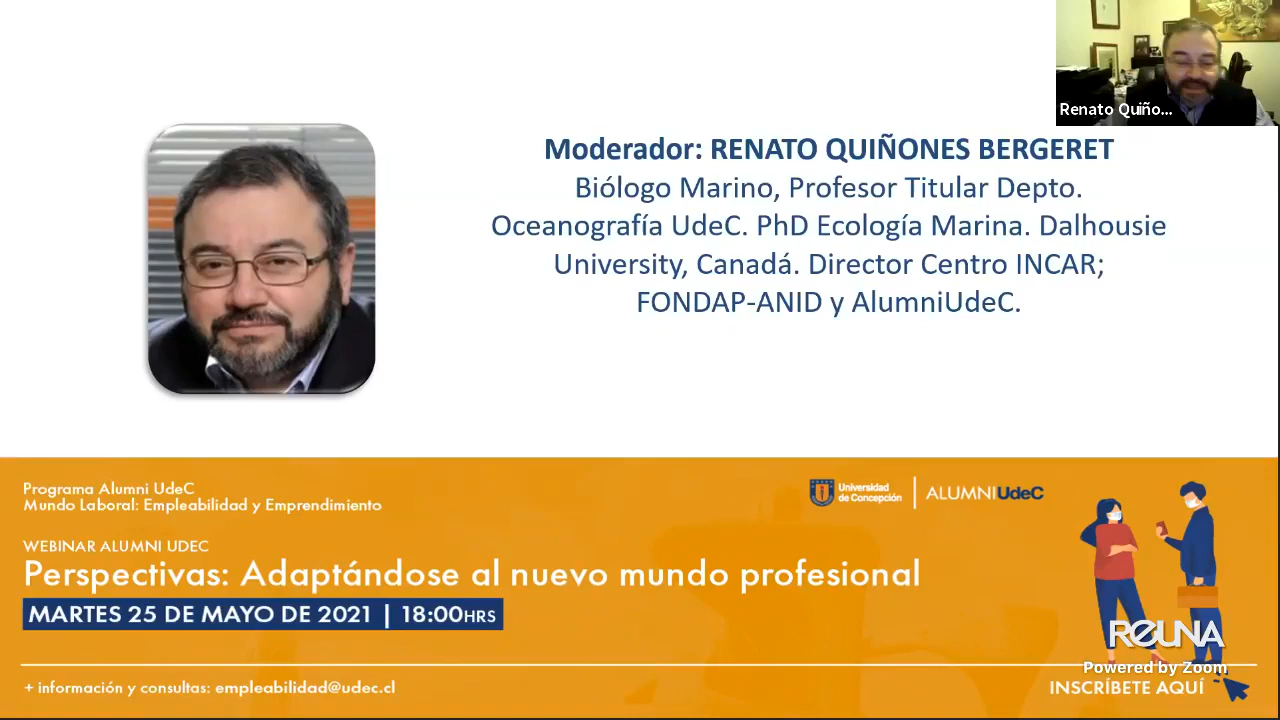 Renato Quiño...
Moderador: RENATO QUIÑONES BERGERET
Biólogo Marino, Profesor Titular Depto.
Oceanografía UdeC. PhD Ecología Marina. Dalhousie
University, Canadá. Director Centro INCAR;
FONDAP-ANID y AlumniUdeC.
Programa Alumni UdeC
Mundo Laboral: Empleabilidad y Emprendimiento
Universidad
de Concepción
ALUMNIUdeC
WEBINAR ALUMNI UDEC
Perspectivas: Adaptándose al nuevo mundo profesional
MARTES 25 DE MAYO DE 2021 | 18:00HRS
REUNA
Powered by Zoom
+ información y consultas: empleabilidad@udec.cl
INSCRÍBETE AQUÍ